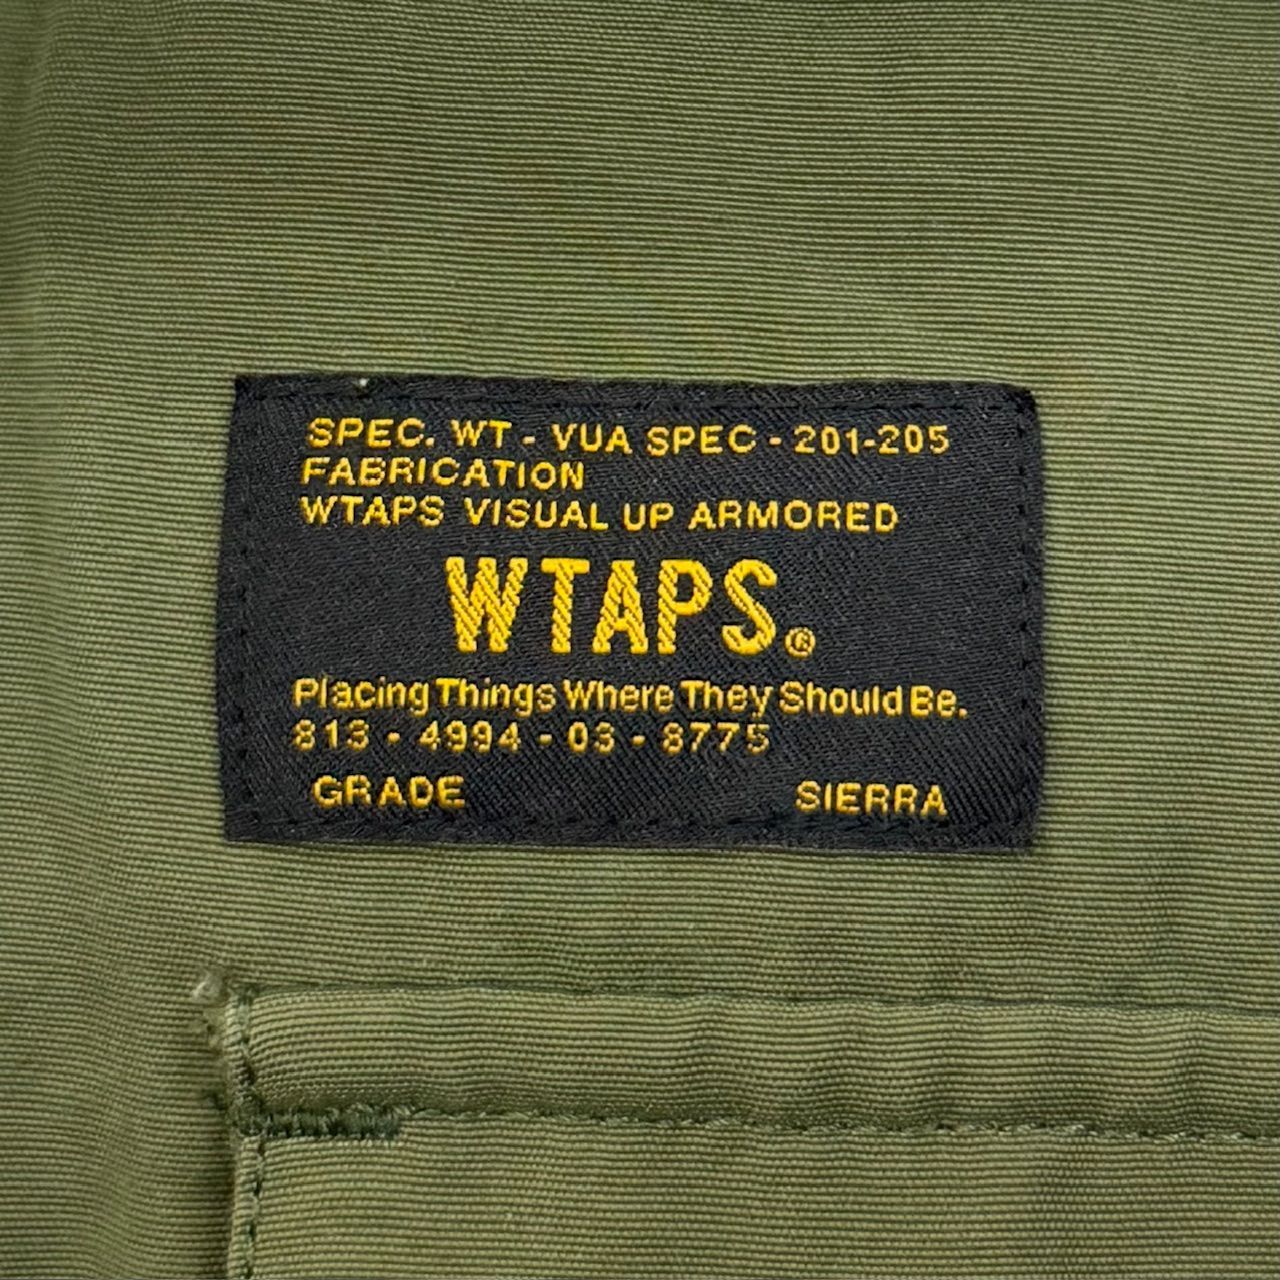 SPEC. WT - VUA SPEC - 201-205
FABRICATION
WTAPS VISUAL UP ARMORED
WTAPS.®
Placing Things Where They Should Be.
813 - 4994 - 03 - 8775
GRADE SIERRA